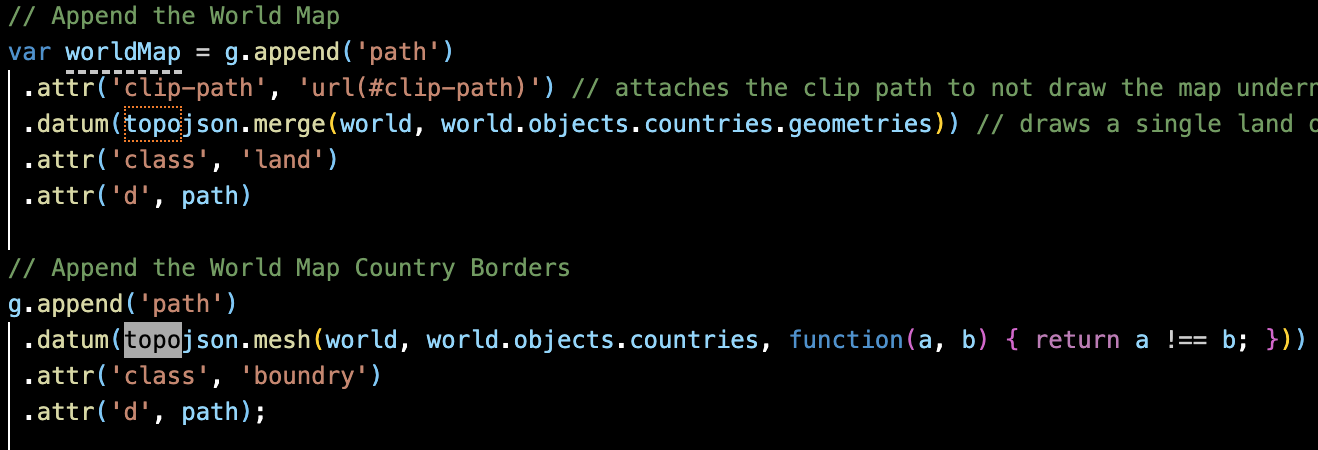 // Append the World Map
var worldMap = g.append('path')
.attr('clip-path', 'url(#clip-path)') // attaches the clip path to not draw the map
.datum(topojson.merge(world, world.objects.countries.geometries)) // draws a single land
.attr('class', 'land')
.attr('d', path)
// Append the World Map Country Borders
g.append('path')
.datum(topojson.mesh(world, world.objects.countries, function(a, b) { return a !== b; }))
.attr('class', 'boundry')
.attr('d', path);